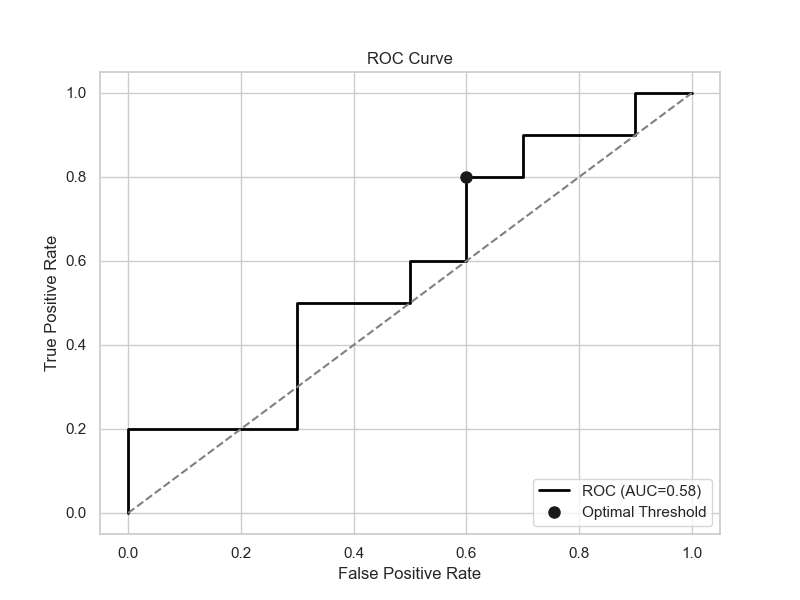 ROC Curve
1.0
0.8
0.6
0.4
0.2
0.0
True Positive Rate
0.0 0.2 0.4 0.6 0.8 1.0
False Positive Rate
ROC (AUC=0.58)
Optimal Threshold